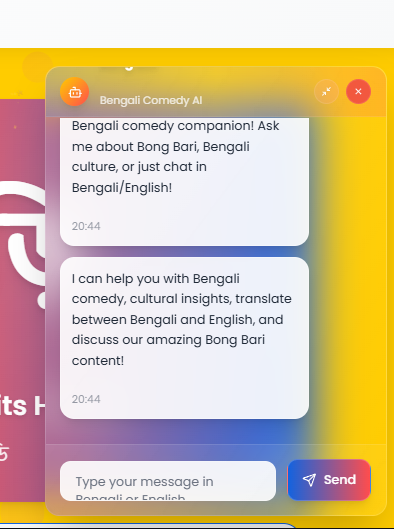 Bengali Comedy AI
Bengali comedy companion! Ask
me about Bong Bari, Bengali
culture, or just chat in
Bengali/English!
20:44
I can help you with Bengali
comedy, cultural insights, translate
between Bengali and English, and
discuss our amazing Bong Bari
content!
20:44
its H
Type your message in
Bengali or English
Send